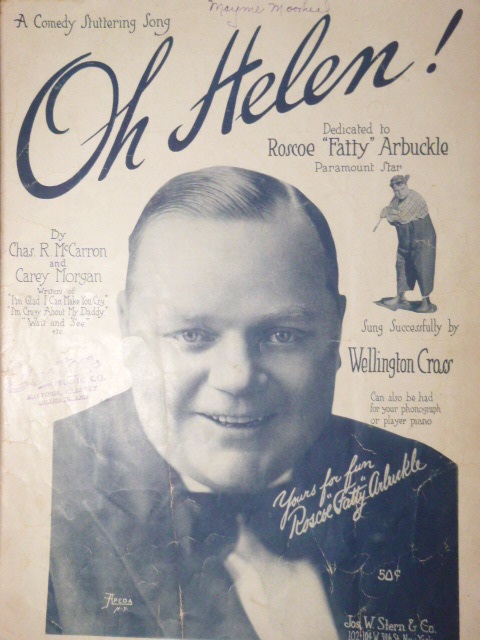 Marynie Moorhead
A Comedy Stuttering Song
Oh Helen!
Dedicated to
Roscoe "Fatty" Arbuckle
Paramount Star
By
Chas. R. McCarron
and
Carey Morgan
Writers of
"I'm Glad I Can Make You Cry"
"I'm Crazy About My Daddy"
"Wait and See"
etc.
Sung Successfully by
Wellington Cross
Can also be had
for your phonograph
or player piano
Yours for fun
Roscoe "Fatty" Arbuckle
50¢
Apeda
N.Y.
Jos. W. Stern & Co.